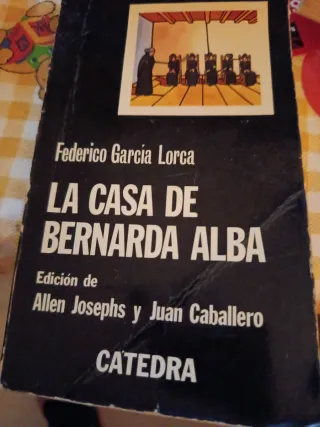 Federico García Lorca
LA CASA DE
BERNARDA ALBA
Edición de
Allen Josephs y Juan Caballero
CATEDRA